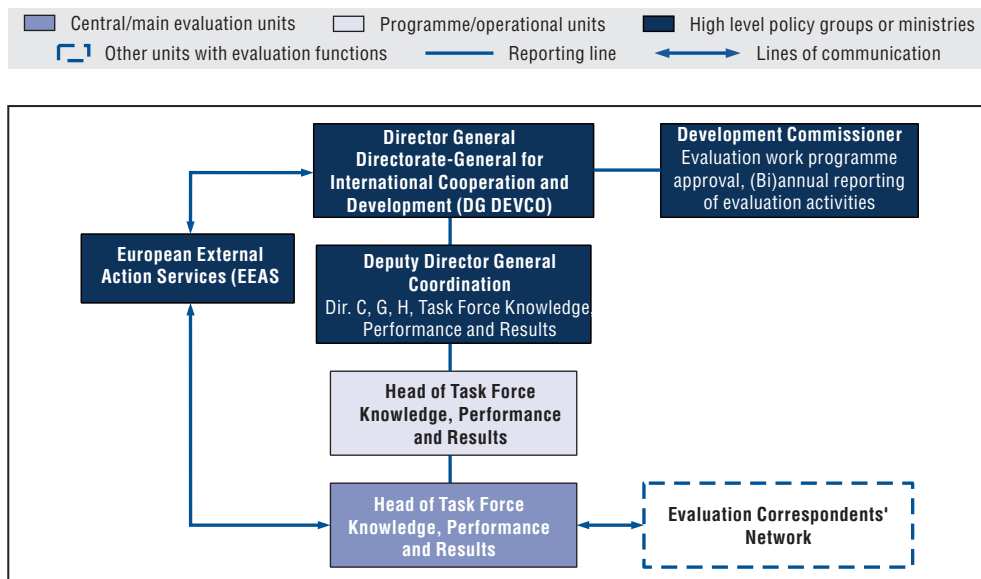 Central/main evaluation units
Programme/operational units
High level policy groups or ministries
Other units with evaluation functions
Reporting line
Lines of communication
Director General
Directorate-General for
International Cooperation and
Development (DG DEVCO)
Development Commissioner
Evaluation work programme
approval, (Bi)annual reporting
of evaluation activities
European External
Action Services (EEAS
Deputy Director General
Coordination
Dir. C, G, H, Task Force Knowledge,
Performance and Results
Head of Task Force
Knowledge, Performance
and Results
Head of Task Force
Knowledge, Performance
and Results
Evaluation Correspondents'
Network